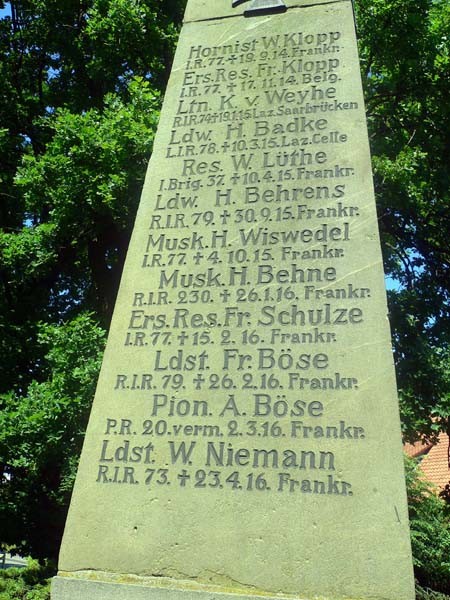 Hornist W. Klopp
I.R. 77. ✝ 19. 9. 14. Frankr.
Ers. Res. Fr. Klopp
I.R. 77. ✝ 17. 11. 14. Belg.
Ltn. K. v. Weyhe
R.I.R 74 ✝ 19.1.15 Laz. Saarbrücken
Ldw. H. Badke
L.I.R. 78. ✝ 10.3.15. Laz. Celle
Res. W. Lüthe
I. Brig. 37. ✝ 10.4.15 Frankr.
Ldw. H. Behrens
R.I.R. 79. ✝ 30.9.15. Frankr.
Musk. H. Wiswedel
I.R. 77 ✝ 4. 10. 15. Frankr.
Musk. H. Behne
R.I.R. 230. ✝ 26.1.16. Frankr.
Ers. Res. Fr. Schulze
I.R. 77. ✝ 15. 2. 16. Frankr.
Ldst. Fr. Böse
R.I.R. 79. ✝ 26. 2. 16. Frankr.
Pion. A. Böse
P.R. 20. verm. 2. 3. 16. Frankr.
Ldst. W. Niemann
R.I.R. 73. ✝ 23. 4. 16. Frankr.